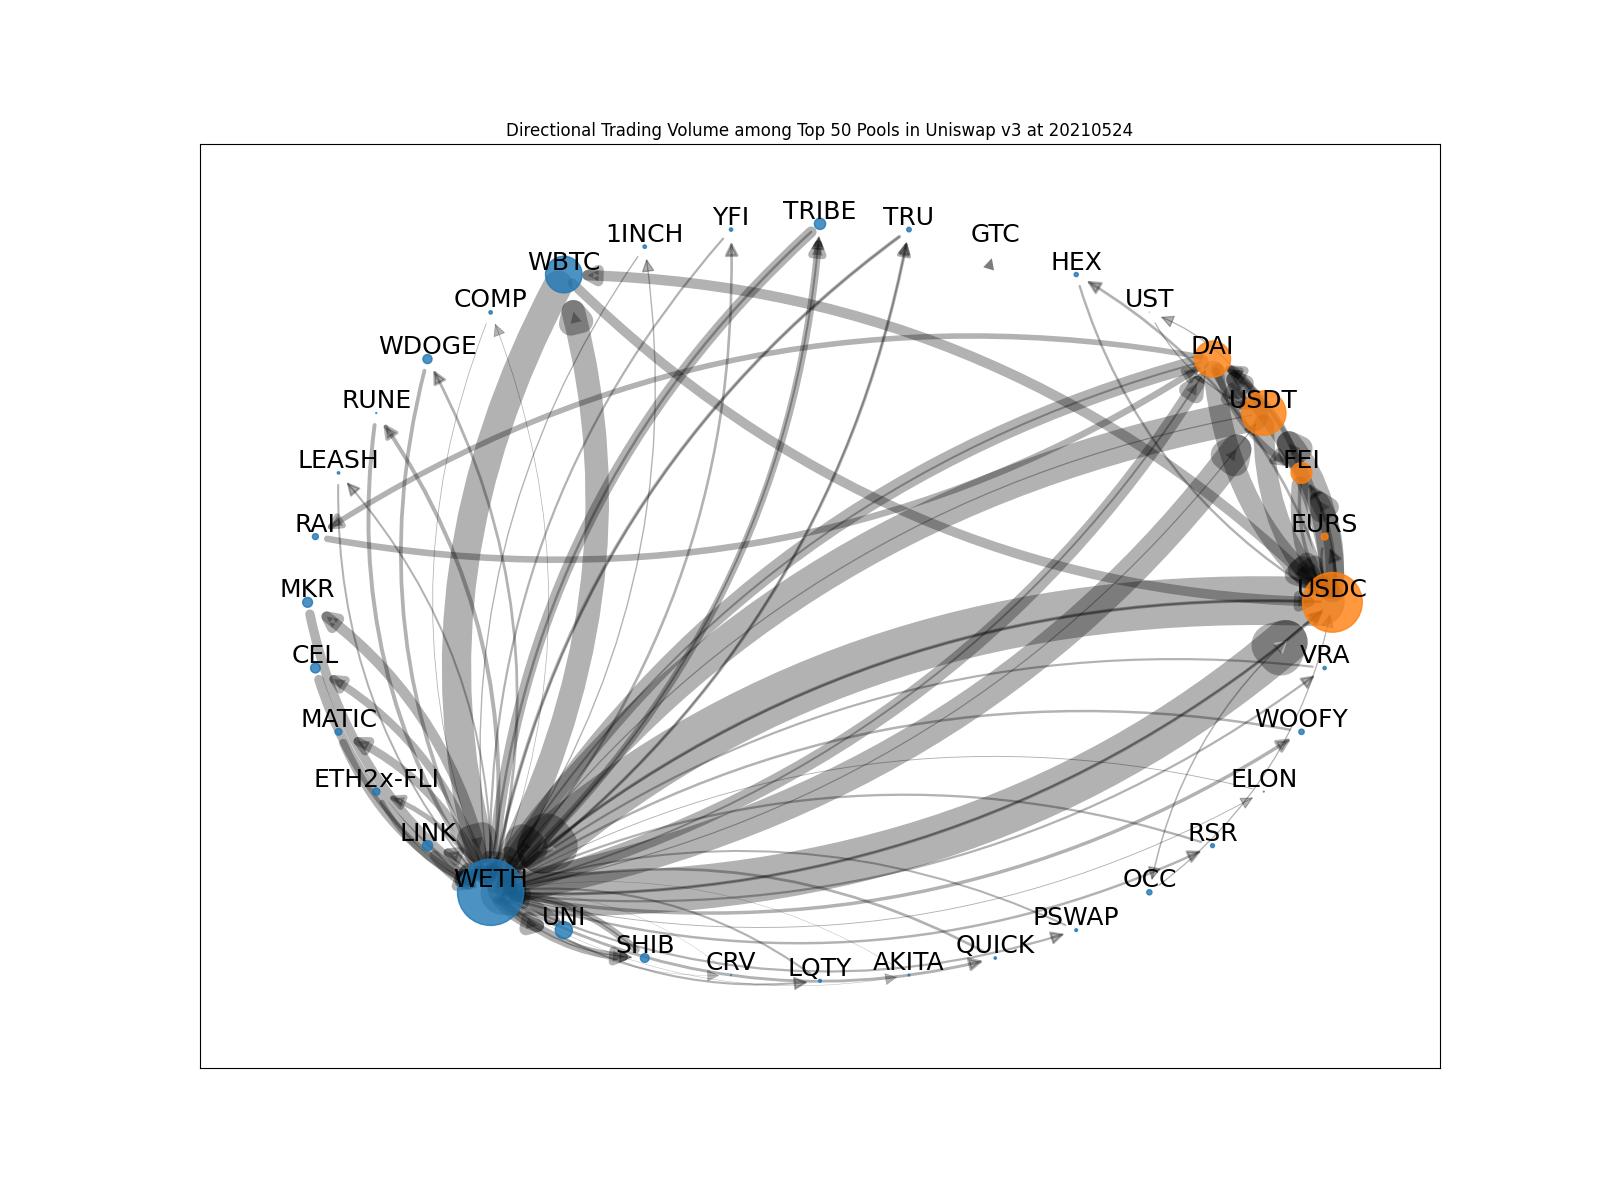 Directional Trading Volume among Top 50 Pools in Uniswap v3 at 20210524
TRIBE
YFI
TRU
1INCH
GTC
WBTC
HEX
COMP
UST
WDOGE
DAI
RUNE
USDT
LEASH
FEI
RAI
EURS
MKR
USDC
CEL
VRA
MATIC
WOOFY
ETH2x-FLI
ELON
LINK
RSR
WETH
OCC
UNI
PSWAP
SHIB
QUICK
CRV
AKITA
LQTY